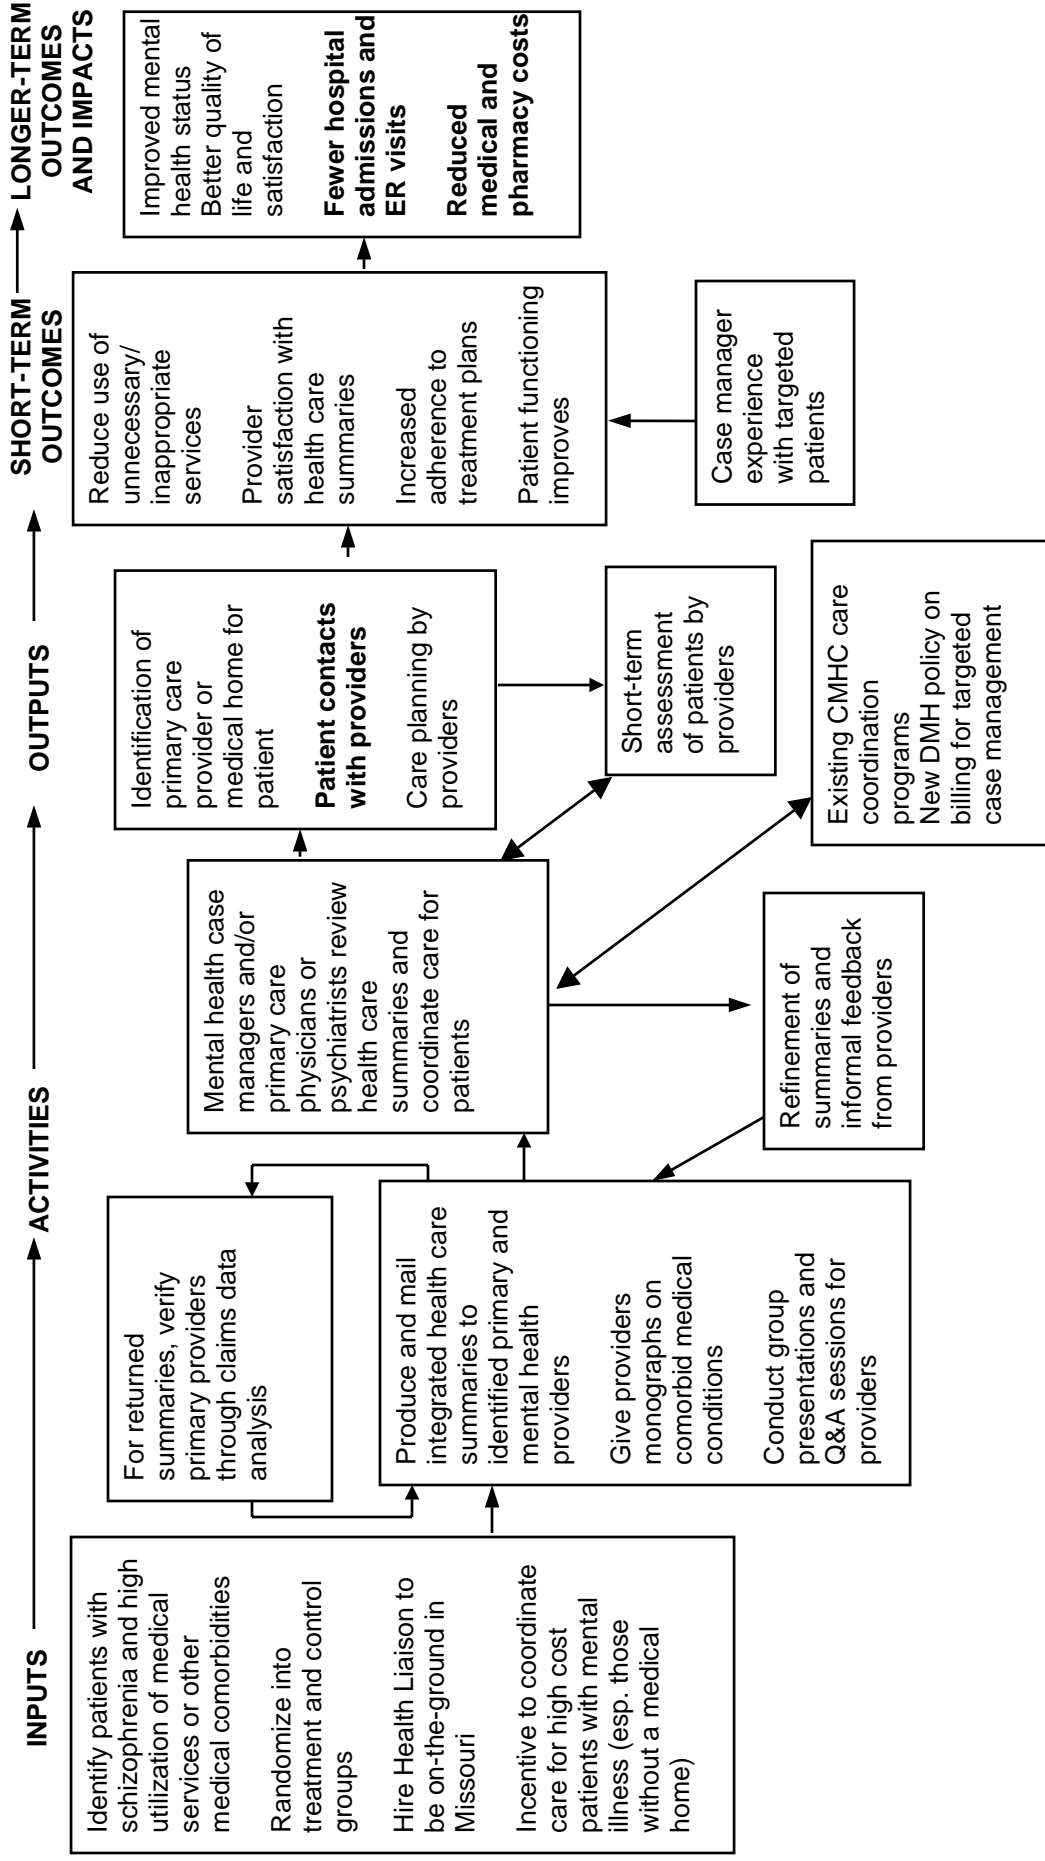 INPUTS
ACTIVITIES
OUTPUTS
SHORT-TERM
OUTCOMES
LONGER-TERM
OUTCOMES
AND IMPACTS
Identify patients with
schizophrenia and high
utilization of medical
services or other
medical comorbidities
Randomize into
treatment and control
groups
Hire Health Liaison to
be on-the-ground in
Missouri
Incentive to coordinate
care for high cost
patients with mental
illness (esp. those
without a medical
home)
For returned
summaries, verify
primary providers
through claims data
analysis
Produce and mail
integrated health care
summaries to
identified primary and
mental health
providers
Give providers
monographs on
comorbid medical
conditions
Conduct group
presentations and
Q&A sessions for
providers
Mental health case
managers and/or
primary care
physicians or
psychiatrists review
health care
summaries and
coordinate care for
patients
Refinement of
summaries and
informal feedback
from providers
Identification of
primary care
provider or
medical home for
patient
Patient contacts
with providers
Care planning by
providers
Short-term
assessment
of patients by
providers
Existing CMHC care
coordination
programs
New DMH policy on
billing for targeted
case management
Reduce use of
unnecessary/
inappropriate
services
Provider
satisfaction with
health care
summaries
Increased
adherence to
treatment plans
Patient functioning
improves
Case manager
experience
with targeted
patients
Improved mental
health status
Better quality of
life and
satisfaction
Fewer hospital
admissions and
ER visits
Reduced
medical and
pharmacy costs